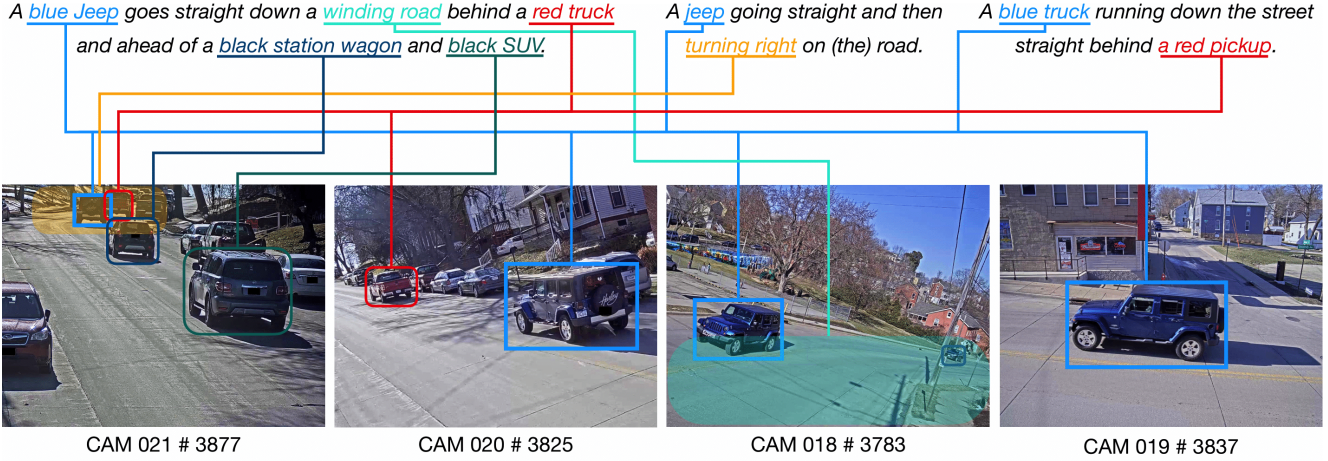 A blue Jeep goes straight down a winding road behind a red truck
and ahead of a black station wagon and black SUV.
A jeep going straight and then
turning right on (the) road.
A blue truck running down the street
straight behind a red pickup.
Harley
CAM 021 # 3877
CAM 020 # 3825
CAM 018 # 3783
CAM 019 # 3837